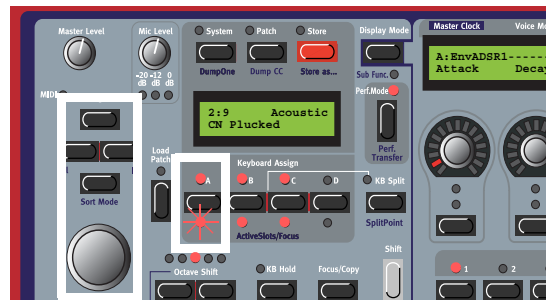 Master Level
Mic Level
System
Patch
Store
Display Mode
Master Clock
DumpOne
Dump CC
Store as...
-20 -12 0
dB dB dB
MIDI
Sub Func.
Perf.Mode
A:EnvADSR1------
Attack
2:9 Acoustic
CN Plucked
Perf.
Transfer
Load
Patch
Keyboard Assign
A
B
C
D
KB Split
Sort Mode
SplitPoint
ActiveSlots/Focus
Shift
Octave Shift
KB Hold
Focus/Copy
1
2